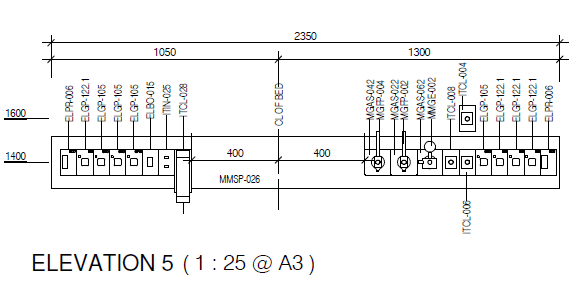 2350
1050
1300
ELPR-006
ELGP-122.1
ELGP-105
ELGP-105
ELGP-105
ELBO-015
ITIN-025
ITCL-028
CL OF BED
MGAS-042
MGFP-004
MGAS-022
MGFP-002
MGAS-062
MMGE-002
ITCL-008
ITCL-004
ELGP-105
ELGP-122.1
ELGP-122.1
ELGP-122.1
ELPR-006
1600
1400
400
400
MMSP-026
ITCL-006
ELEVATION 5 ( 1 : 25 @ A3 )